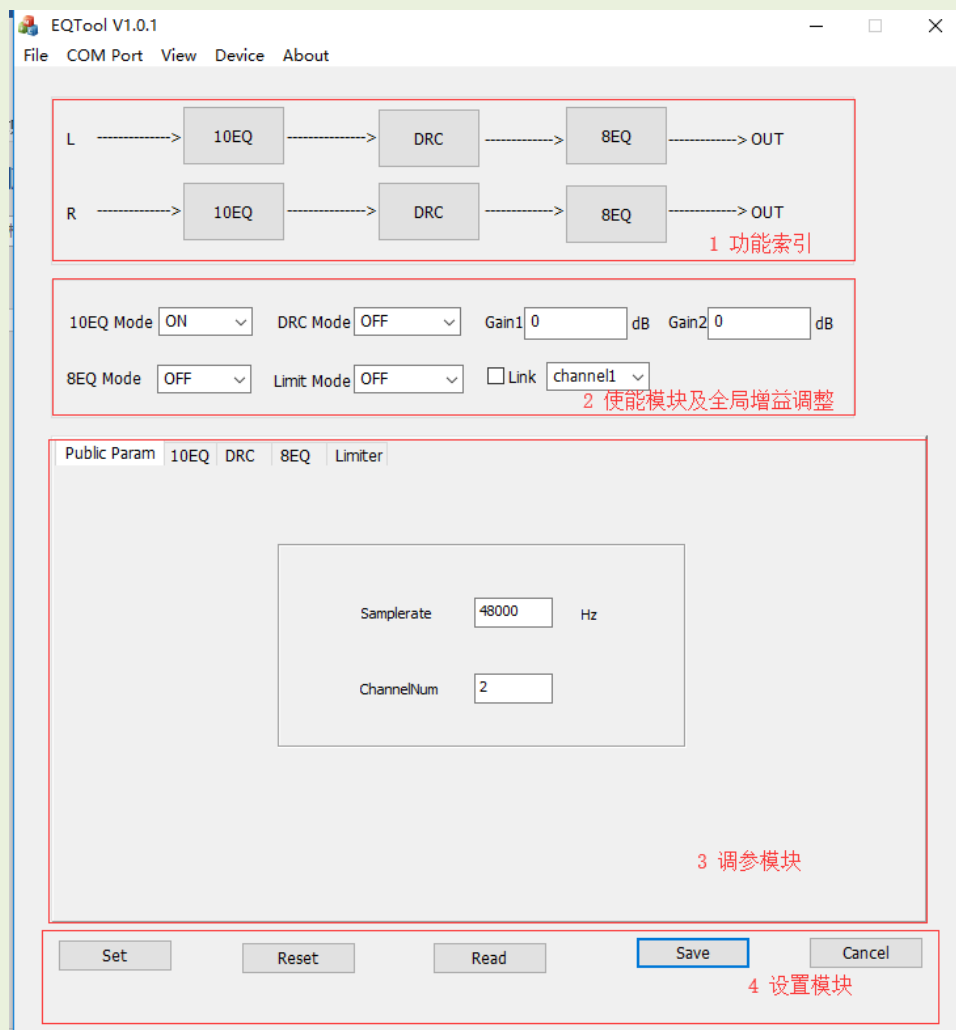 EQTool V1.0.1
File COM Port View Device About
L --------------> 10EQ ---------------> DRC -------------> 8EQ -------------> OUT
R --------------> 10EQ ---------------> DRC -------------> 8EQ -------------> OUT
1 功能索引
10EQ Mode ON DRC Mode OFF Gain1 0 dB Gain2 0 dB
8EQ Mode OFF Limit Mode OFF Link channel1
2 使能模块及全局增益调整
Public Param 10EQ DRC 8EQ Limiter
Samplerate 48000 Hz
ChannelNum 2
3 调参模块
Set Reset Read Save Cancel
4 设置模块